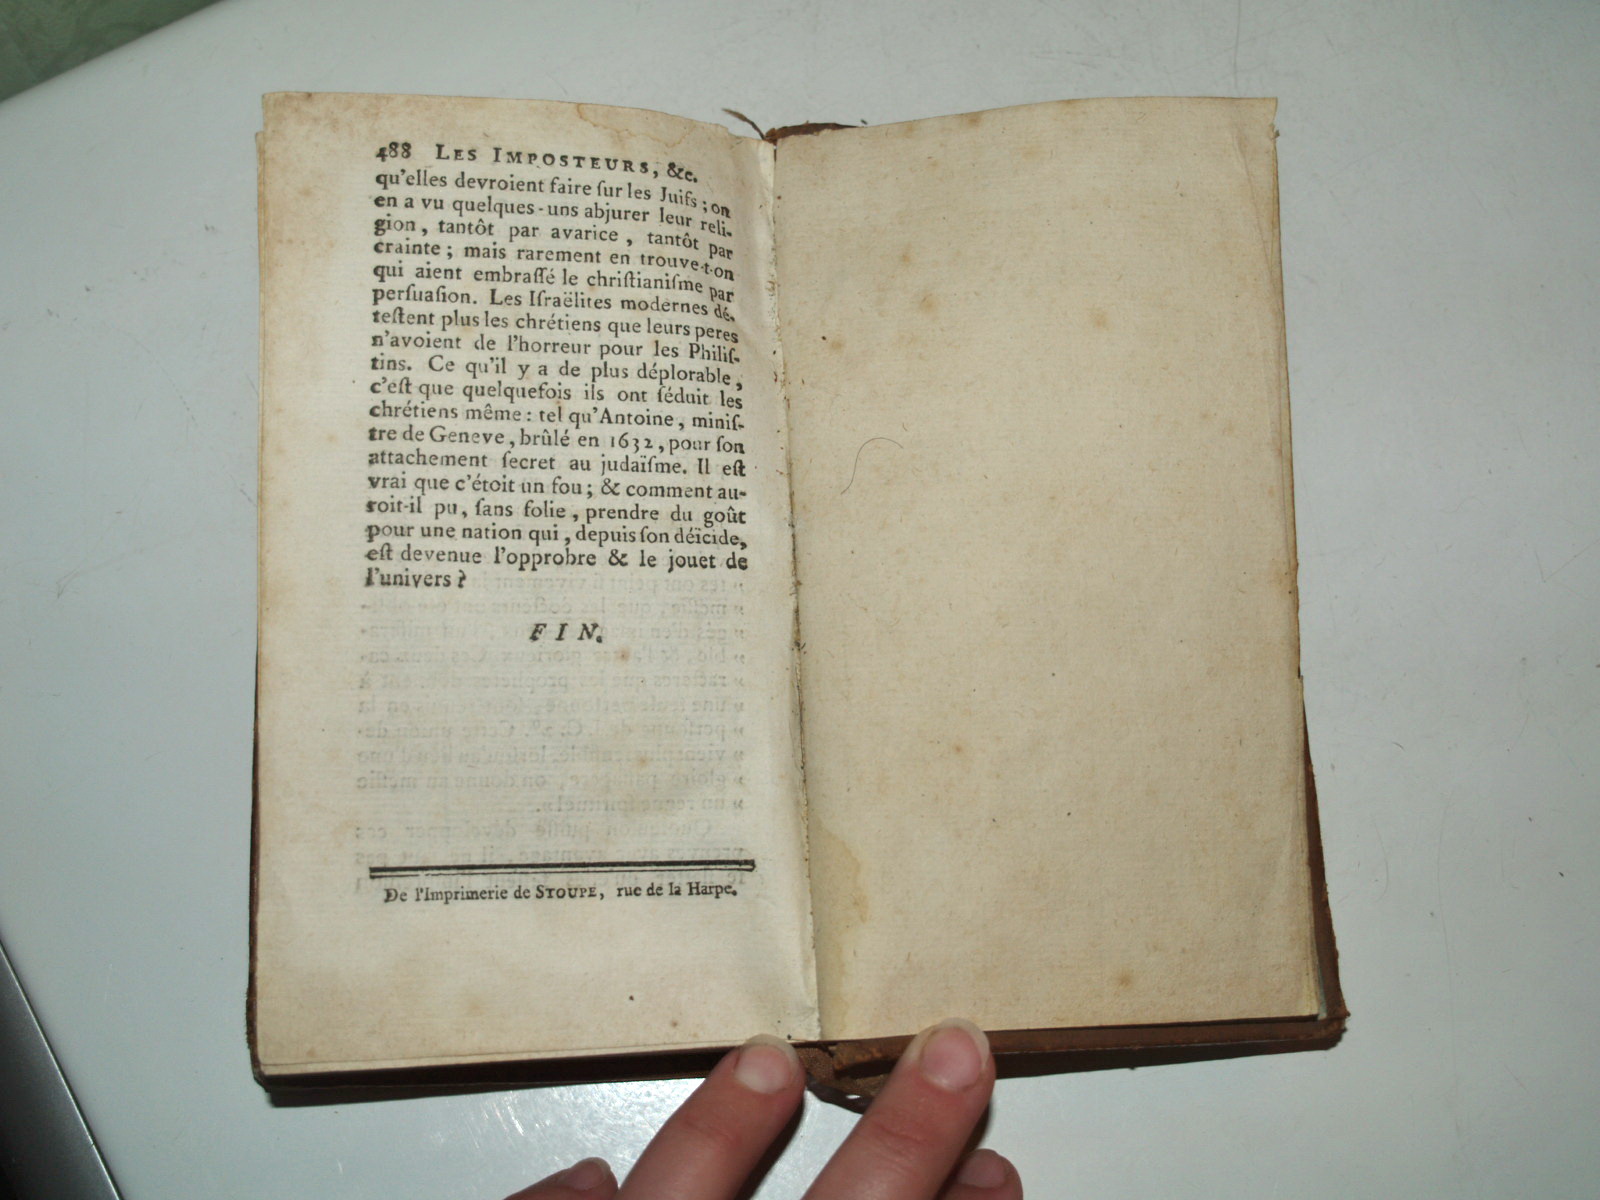 488 LES IMPOSTEURS, &c.
qu'elles devroient faire ſur les Juifs ; on
en a vu quelques-uns abjurer leur reli-
gion, tantôt par avarice, tantôt par
crainte ; mais rarement en trouve-t-on
qui aient embraſſé le chriſtianiſme par
perſuaſion. Les Iſraëlites modernes dé-
teſtent plus les chrétiens que leurs peres
n'avoient de l'horreur pour les Philiſ-
tins. Ce qu'il y a de plus déplorable,
c'eſt que quelquefois ils ont ſéduit les
chrétiens même : tel qu'Antoine, miniſ-
tre de Geneve, brûlé en 1632, pour ſon
attachement ſecret au judaïſme. Il eſt
vrai que c'étoit un fou ; & comment au-
roit-il pu, ſans folie, prendre du goût
pour une nation qui, depuis ſon déicide,
eſt devenue l'opprobre & le jouet de
l'univers ?
FIN.
De l'Imprimerie de STOUPE, rue de la Harpe.